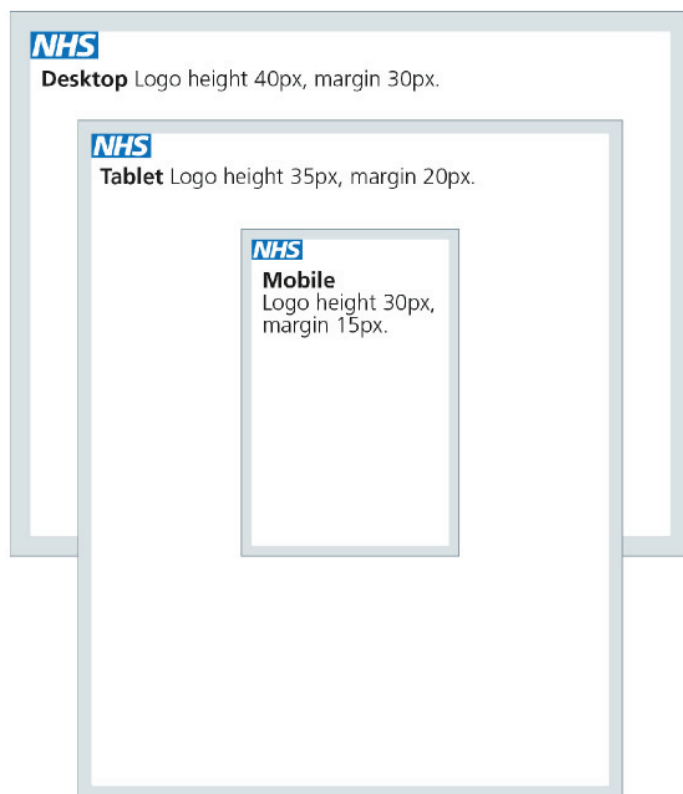 NHS
Desktop Logo height 40px, margin 30px.
NHS
Tablet Logo height 35px, margin 20px.
NHS
Mobile
Logo height 30px,
margin 15px.